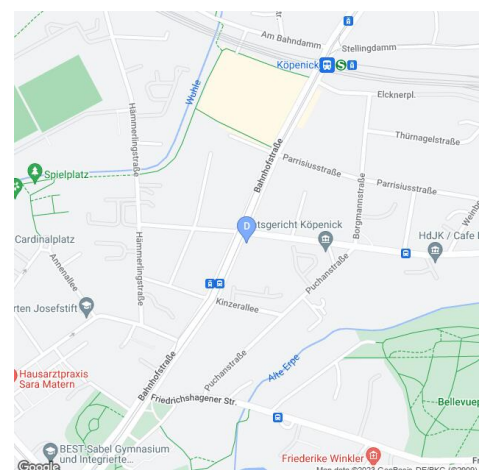 Am Bahndamm
Stellingdamm
Köpenick
S
Elcknerpl.
Wuhle
Hämmerlingstraße
Thürnagelstraße
Parrisiusstraße
Bahnhofstraße
Spielplatz
Parrisiusstraße
Borgmannstraße
D
tsgericht Köpenick
HdJK / Cafe
Cardinalplatz
Annenallee
Hämmerlingstraße
Puchanstraße
Kinzerallee
rten Josefstift
Alte Erpe
Bahnhofstraße
Puchanstraße
Hausarztpraxis
Sara Matern
Friedrichshagener Str.
Bellevuep
BEST-Sabel Gymnasium
und Integrierte...
Friederike Winkler
Google